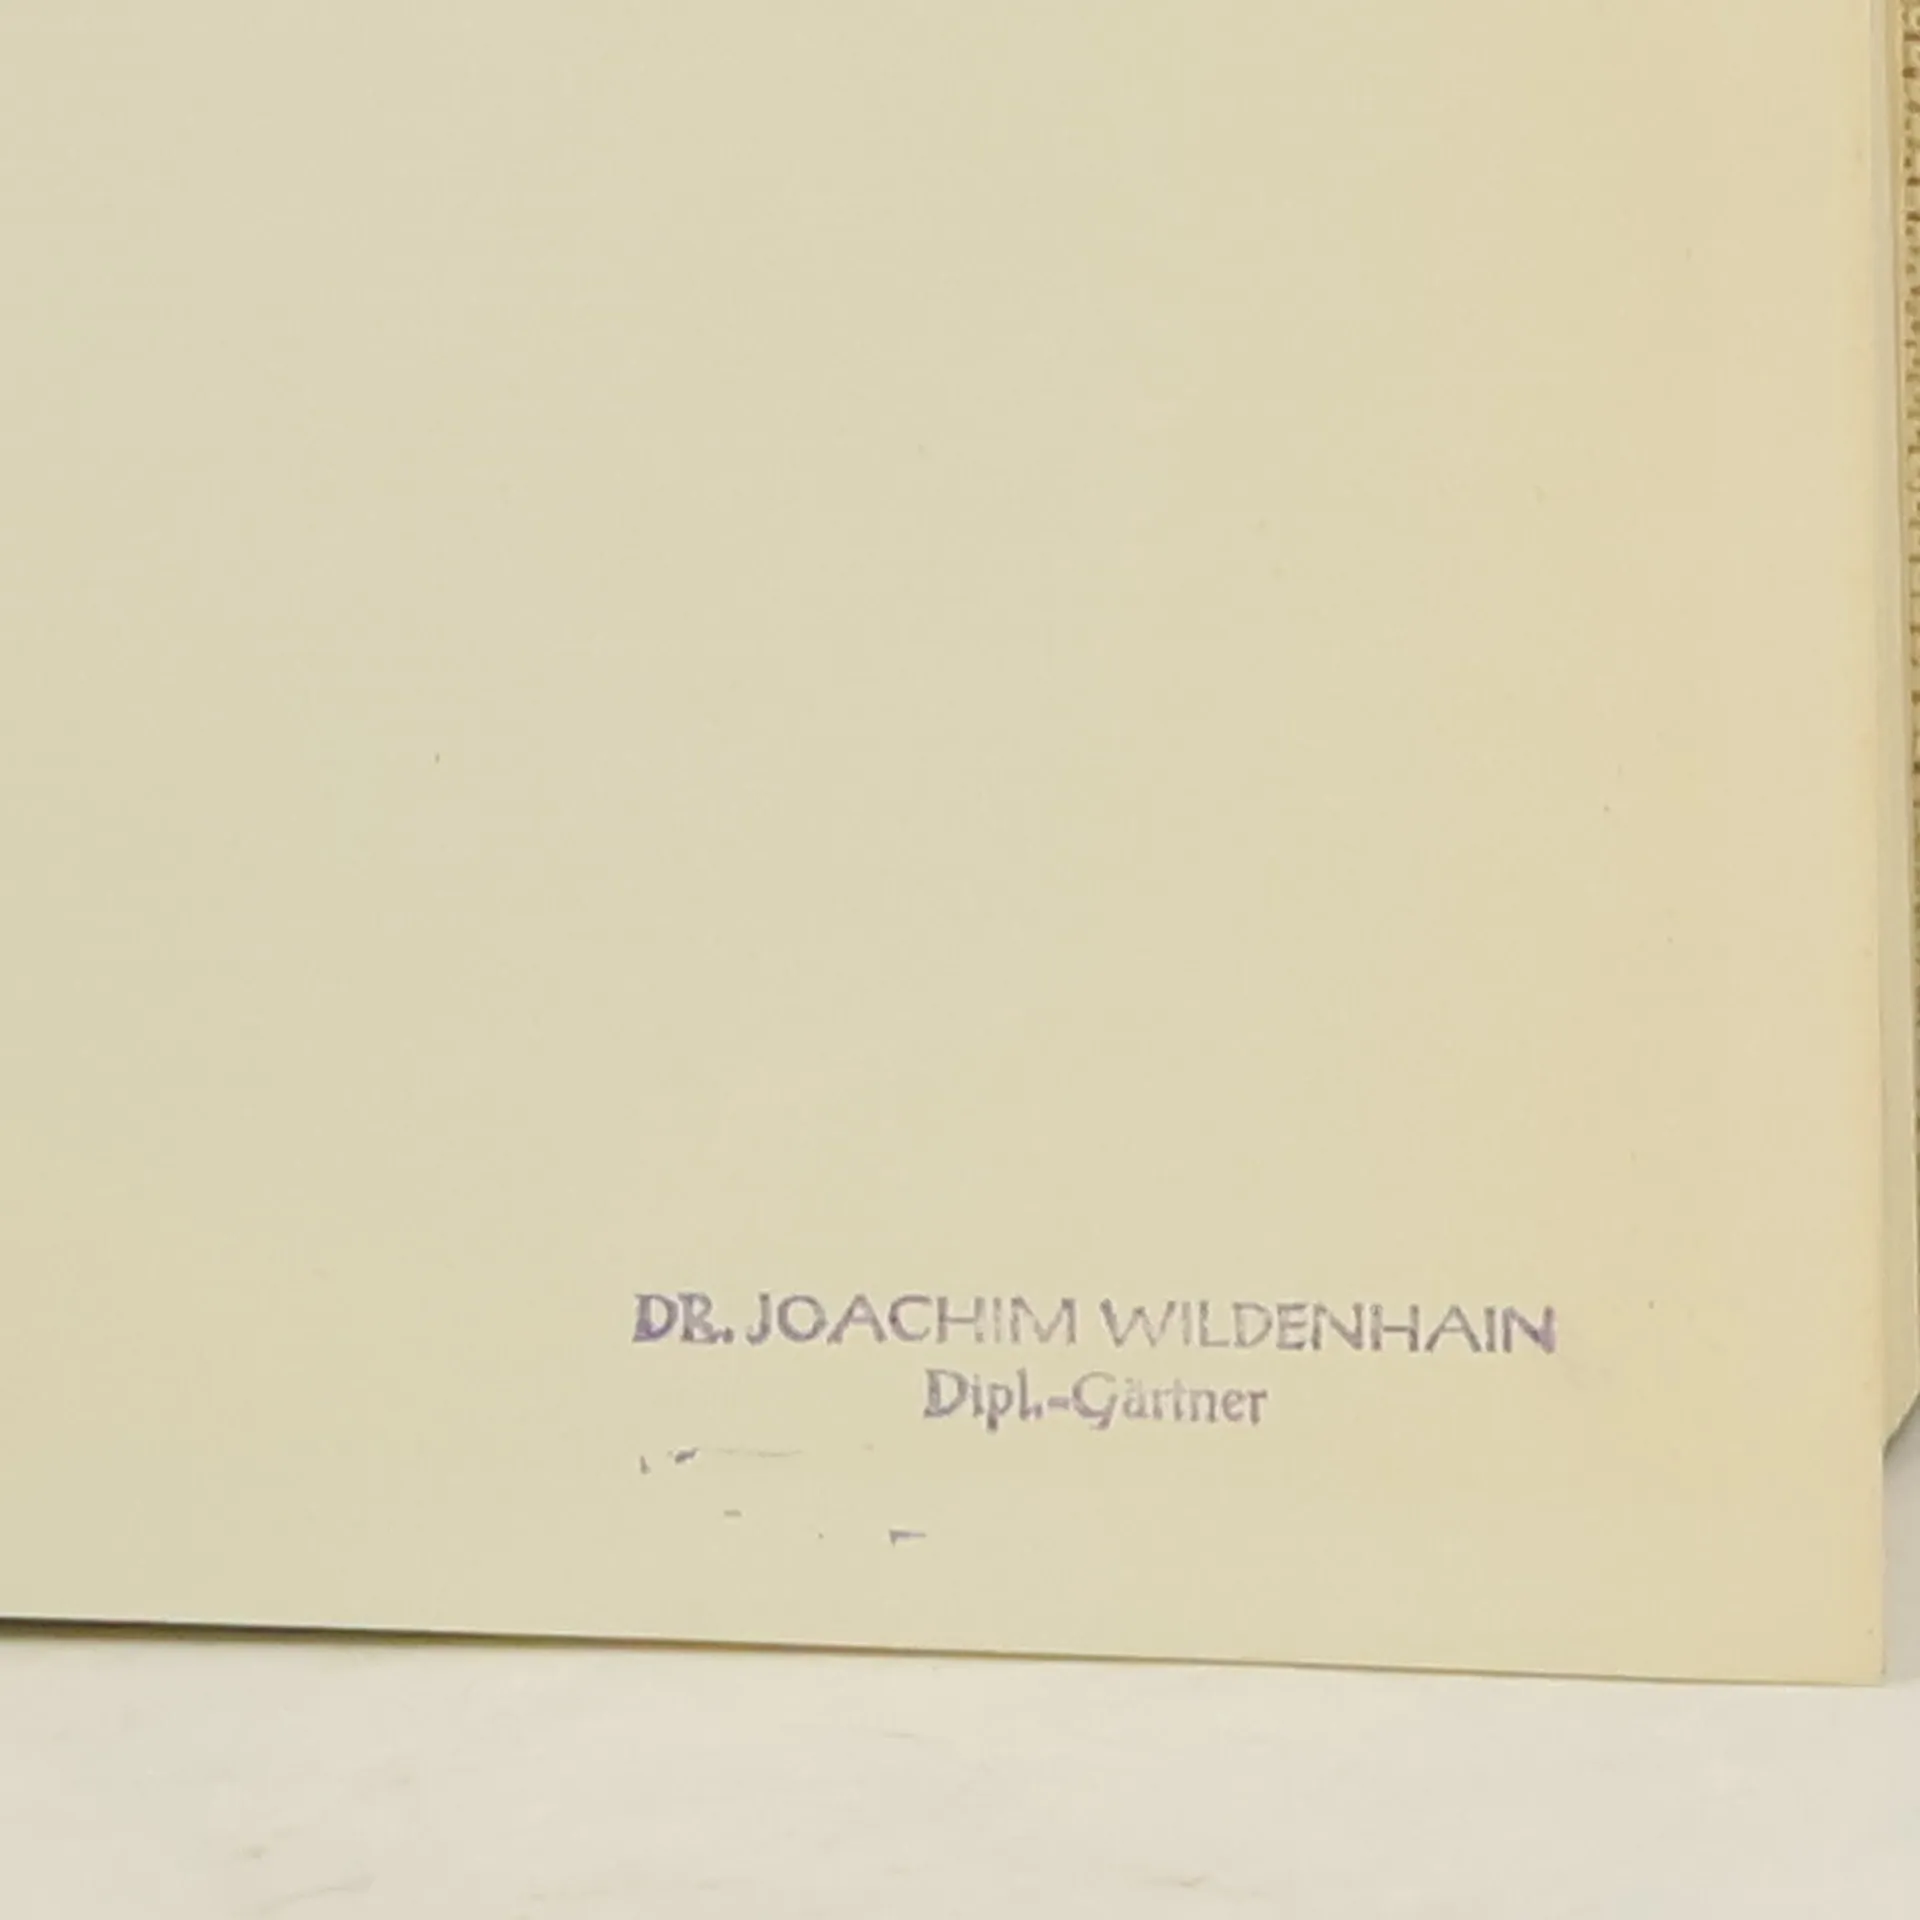 DR. JOACHIM WILDENHAIN
Dipl.-Gärtner